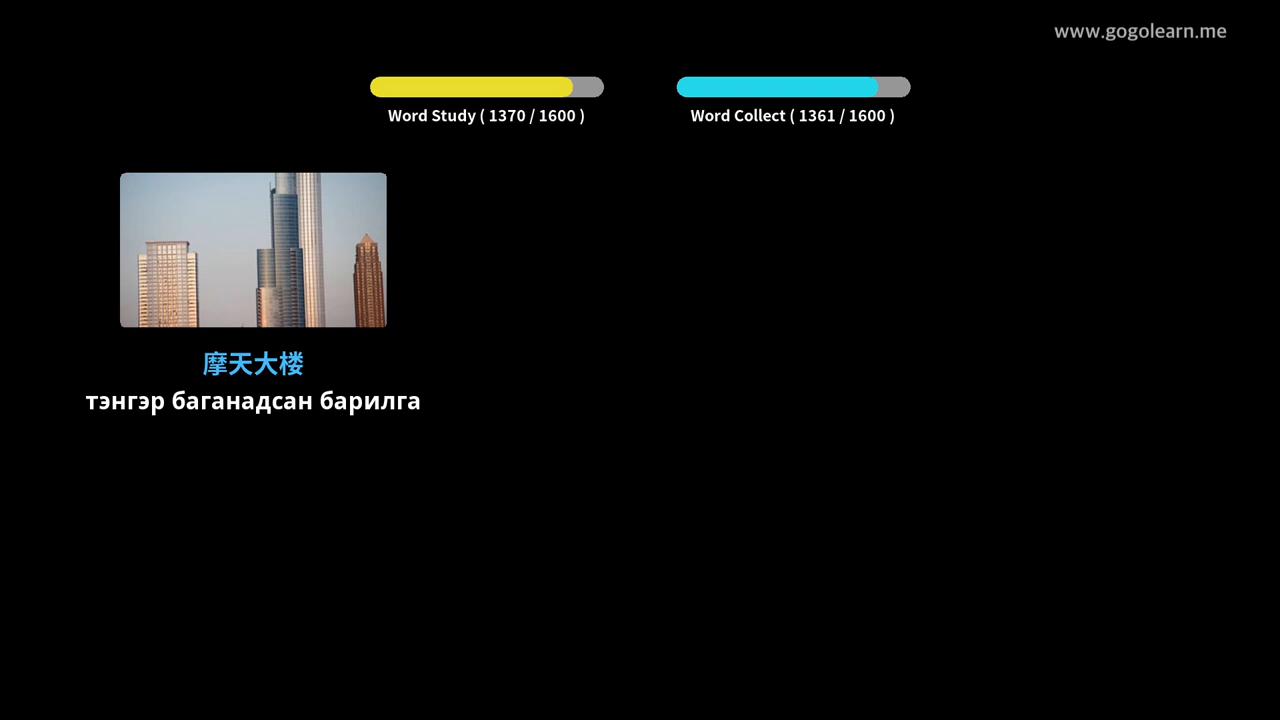 www.gogolearn.me
Word Study ( 1370 / 1600 )
Word Collect ( 1361 / 1600 )
摩天大楼
тэнгэр баганадсан барилга